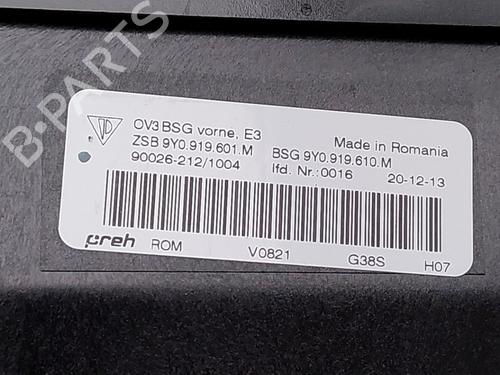 B-PARTS
OV3 BSG vorne, E3 Made in Romania
ZSB 9Y0.919.601.M BSG 9Y0.919.610.M
90026-212/1004 lfd. Nr.:0016 20-12-13
preh ROM V0821 G38S H07